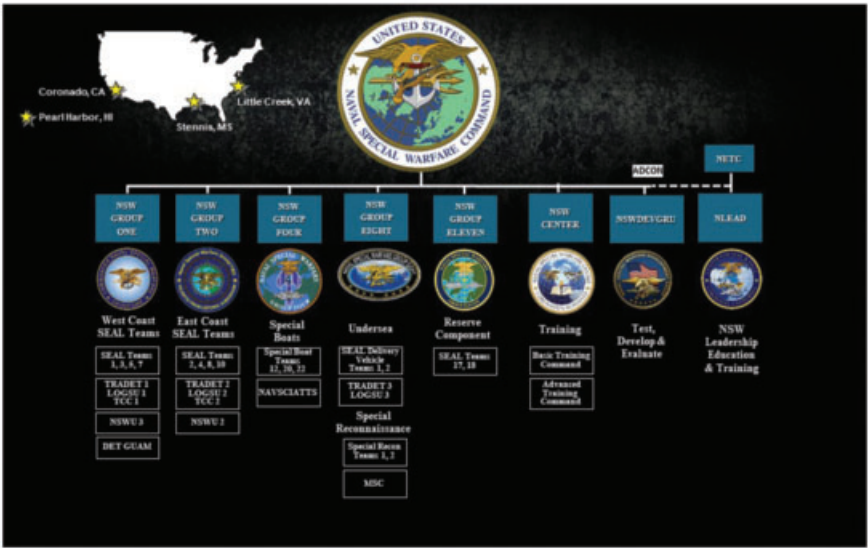 Coronado, CA
Pearl Harbor, HI
Stennis, MS
Little Creek, VA
UNITED STATES
NAVAL SPECIAL WARFARE COMMAND
ADCON
NETC
NSW
GROUP
ONE
NSW
GROUP
TWO
NSW
GROUP
FOUR
NSW
GROUP
EIGHT
NSW
GROUP
ELEVEN
NSW
CENTER
NSWDEVGRU
NLEAD
West Coast
SEAL Teams
SEAL Teams
1, 3, 5, 7
TRADET 1
LOGSU 1
TCC 1
NSWU 3
DET GUAM
East Coast
SEAL Teams
SEAL Teams
2, 4, 8, 10
TRADET 2
LOGSU 2
TCC 2
NSWU 2
Special
Boats
Special Boat
Teams
12, 20, 22
NAVSCIATTS
Undersea
SEAL Delivery
Vehicle
Teams 1, 2
TRADET 3
LOGSU 3
Special
Reconnaissance
Special Recon
Teams 1, 2
MSC
Reserve
Component
SEAL Teams
17, 18
Training
Basic Training
Command
Advanced
Training
Command
Test,
Develop &
Evaluate
NSW
Leadership
Education
& Training